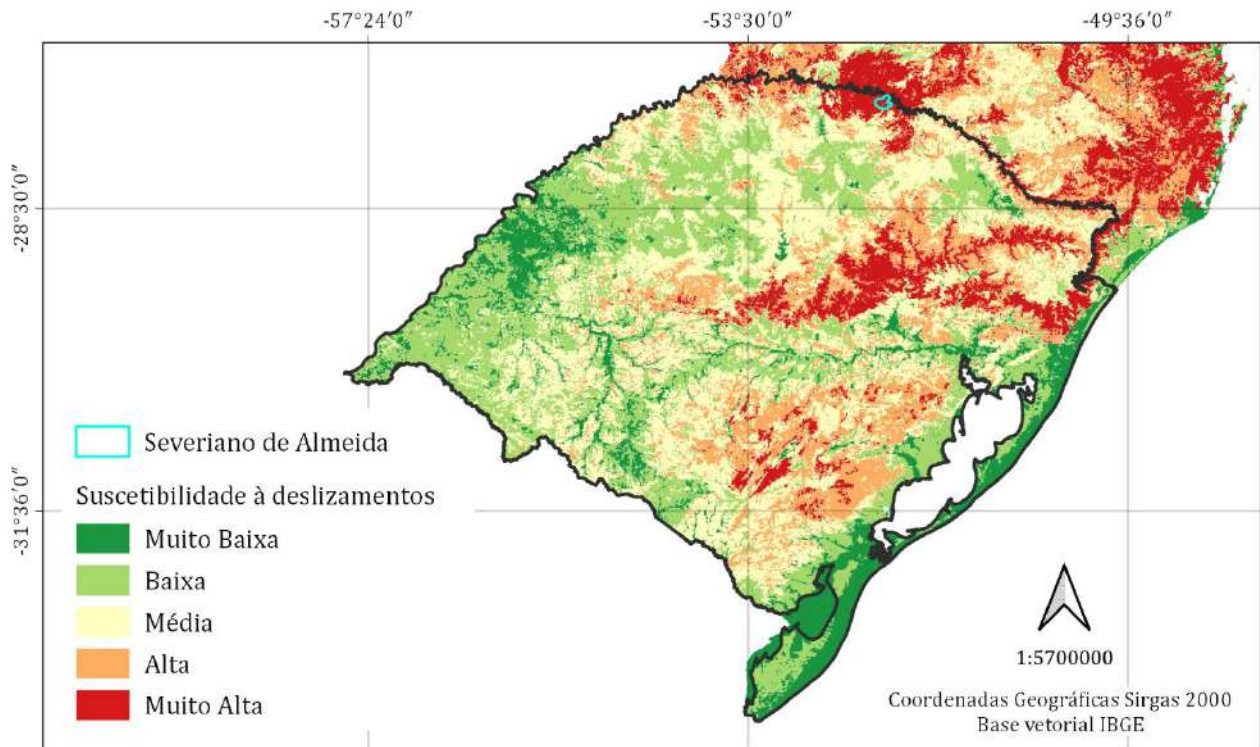 -57°24′0″ -53°30′0″ -49°36′0″
-28°30′0″
-31°36′0″
Severiano de Almeida
Suscetibilidade à deslizamentos
Muito Baixa
Baixa
Média
Alta
Muito Alta
1:5700000
Coordenadas Geográficas Sirgas 2000
Base vetorial IBGE